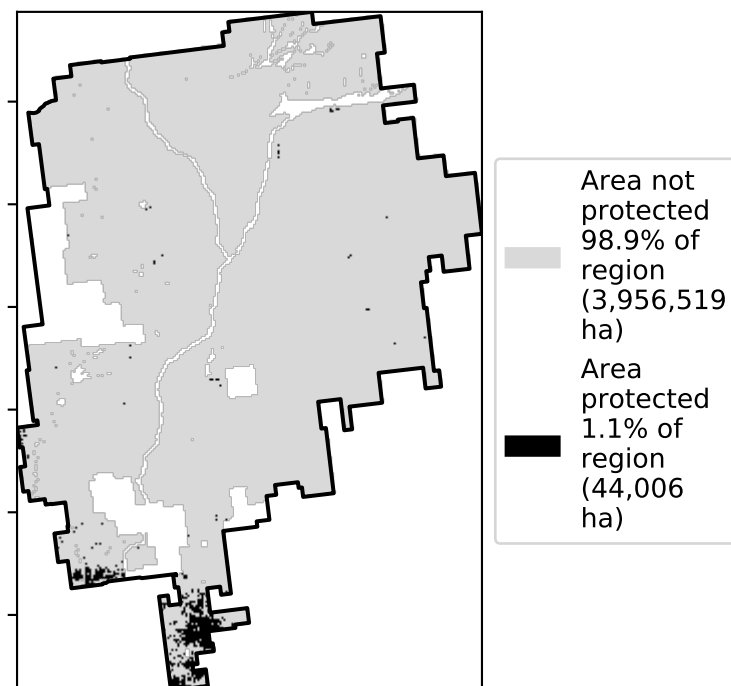 Area not
protected
98.9% of
region
(3,956,519
ha)
Area
protected
1.1% of
region
(44,006
ha)